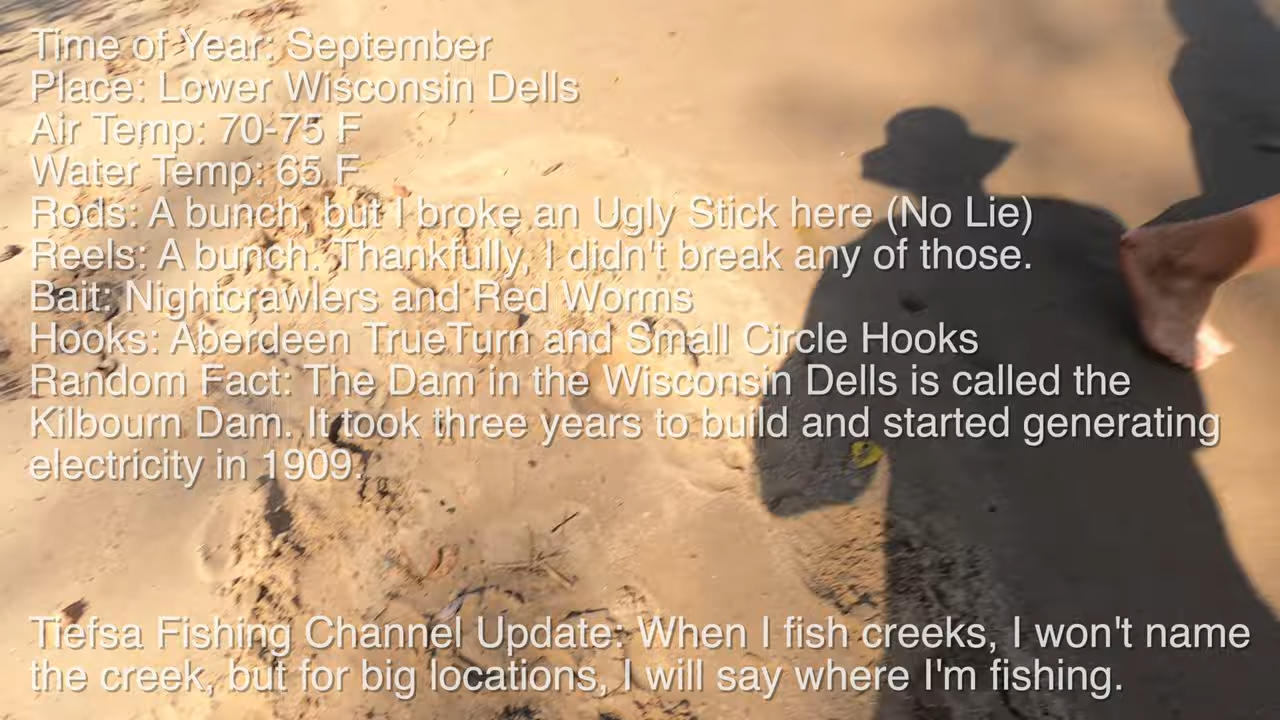 Time of Year: September
Place: Lower Wisconsin Dells
Air Temp: 70-75 F
Water Temp: 65 F
Rods: A bunch, but I broke an Ugly Stick here (No Lie)
Reels: A bunch. Thankfully, I didn't break any of those.
Bait: Nightcrawlers and Red Worms
Hooks: Aberdeen TrueTurn and Small Circle Hooks
Random Fact: The Dam in the Wisconsin Dells is called the
Kilbourn Dam. It took three years to build and started generating
electricity in 1909.
Tiefsa Fishing Channel Update: When I fish creeks, I won't name
the creek, but for big locations, I will say where I'm fishing.